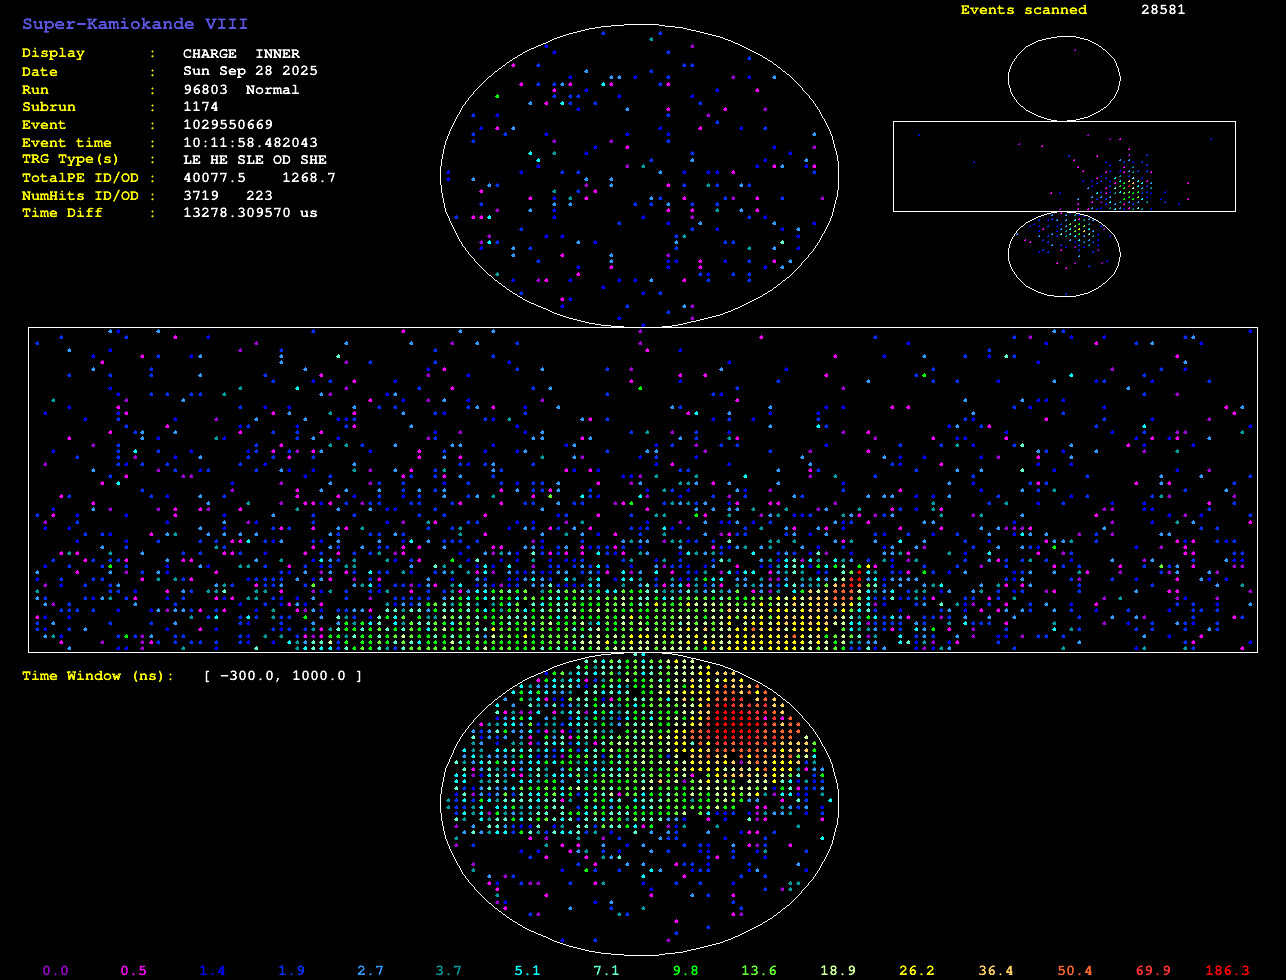 Super-Kamiokande VIII
Events scanned 28581
Display : CHARGE INNER
Date : Sun Sep 28 2025
Run : 96803 Normal
Subrun : 1174
Event : 1029550669
Event time : 10:11:58.482043
TRG Type(s) : LE HE SLE OD SHE
TotalPE ID/OD : 40077.5 1268.7
NumHits ID/OD : 3719 223
Time Diff : 13278.309570 us
Time Window (ns): [ -300.0, 1000.0 ]
0.0 0.5 1.4 1.9 2.7 3.7 5.1 7.1 9.8 13.6 18.9 26.2 36.4 50.4 69.9 186.3